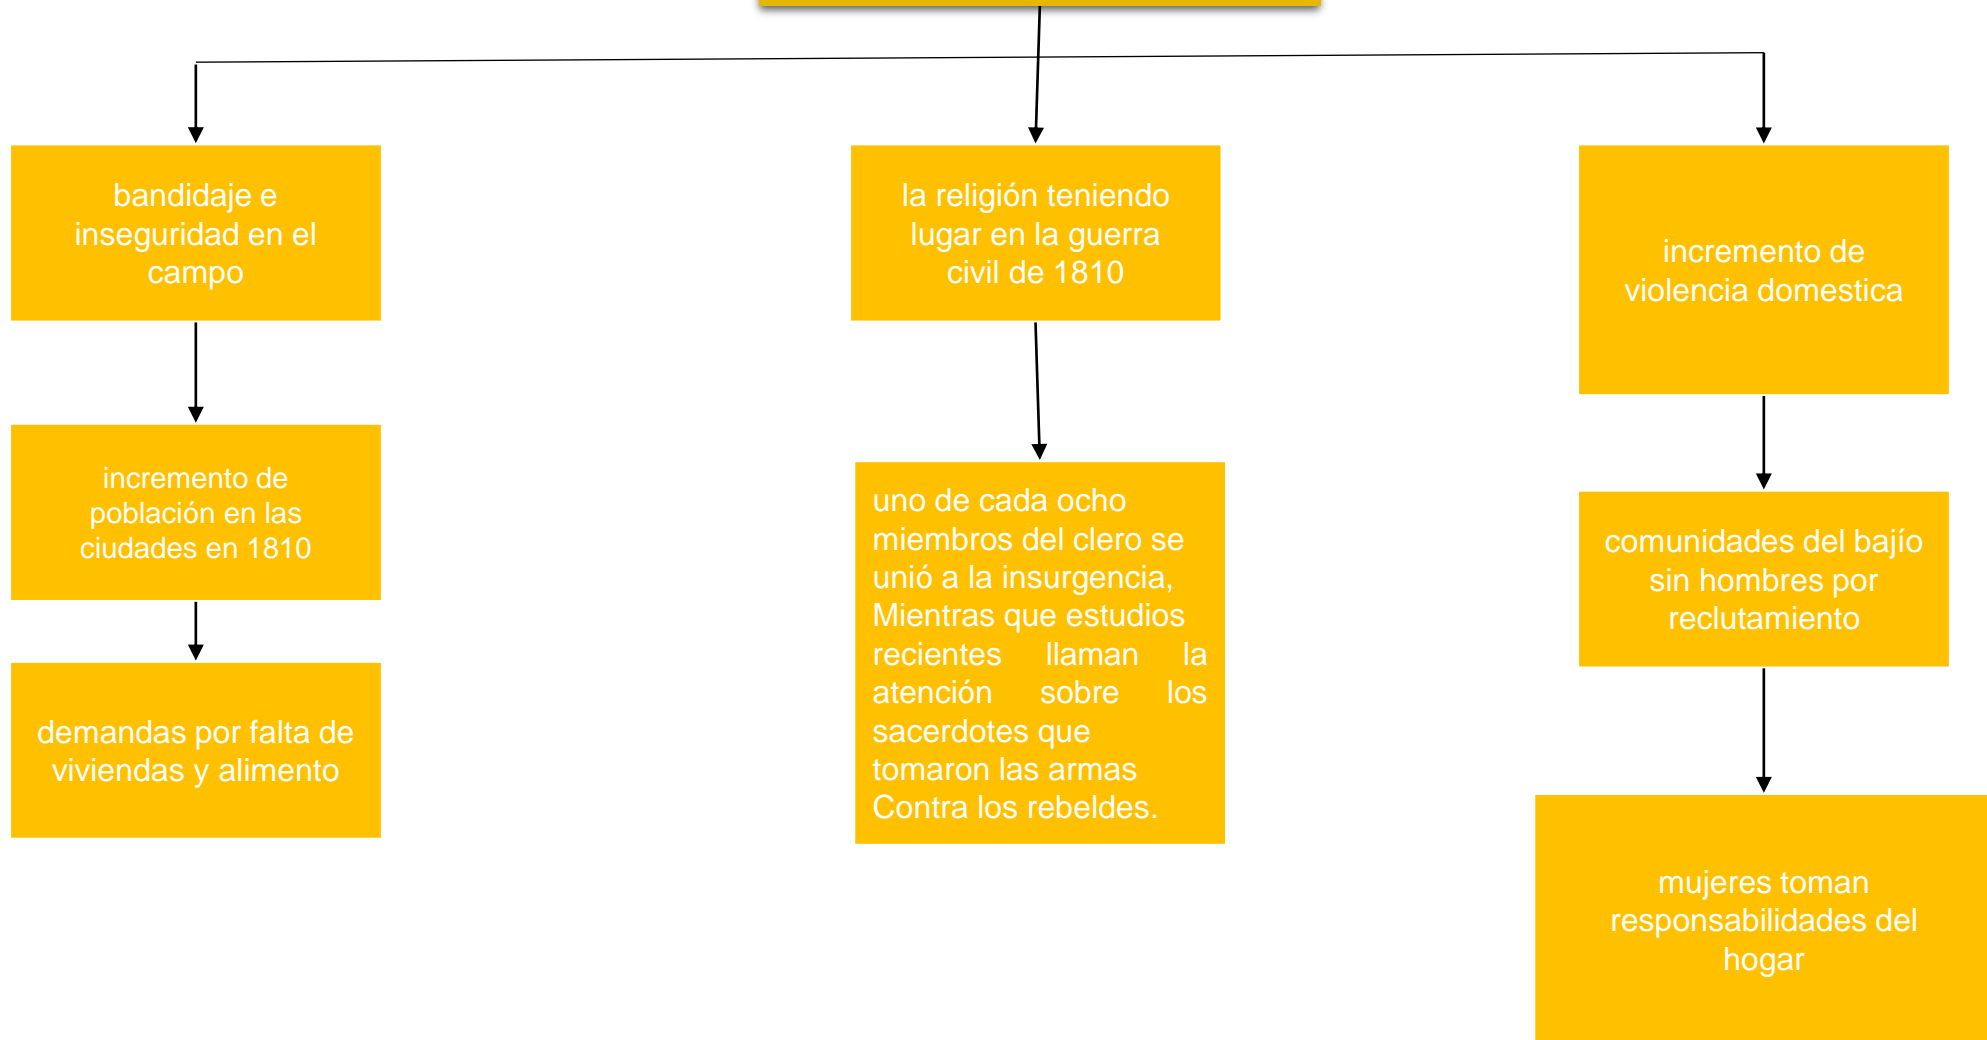 bandidaje e
inseguridad en el
campo
incremento de
población en las
ciudades en 1810
demandas por falta de
viviendas y alimento
la religión teniendo
lugar en la guerra
civil de 1810
uno de cada ocho
miembros del clero se
unió a la insurgencia,
Mientras que estudios
recientes llaman la
atención sobre los
sacerdotes que
tomaron las armas
Contra los rebeldes.
incremento de
violencia domestica
comunidades del bajío
sin hombres por
reclutamiento
mujeres toman
responsabilidades del
hogar